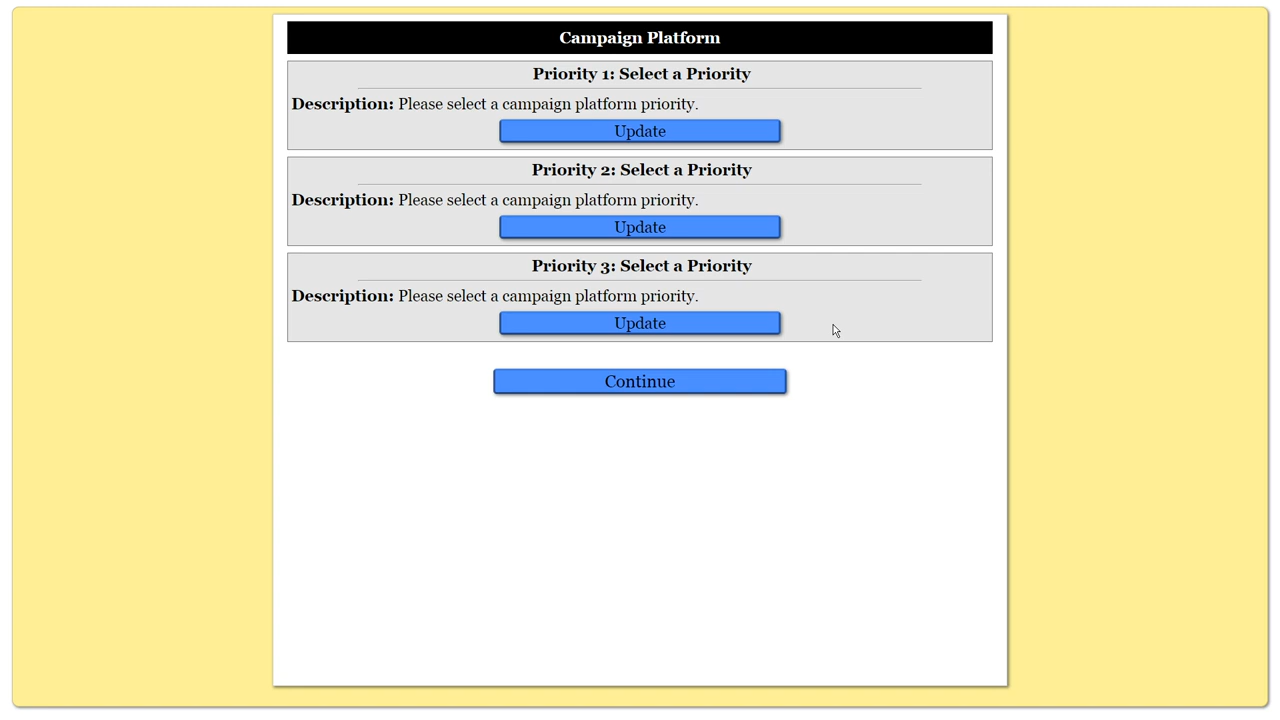 Campaign Platform
Priority 1: Select a Priority
Description: Please select a campaign platform priority.
Update
Priority 2: Select a Priority
Description: Please select a campaign platform priority.
Update
Priority 3: Select a Priority
Description: Please select a campaign platform priority.
Update
Continue